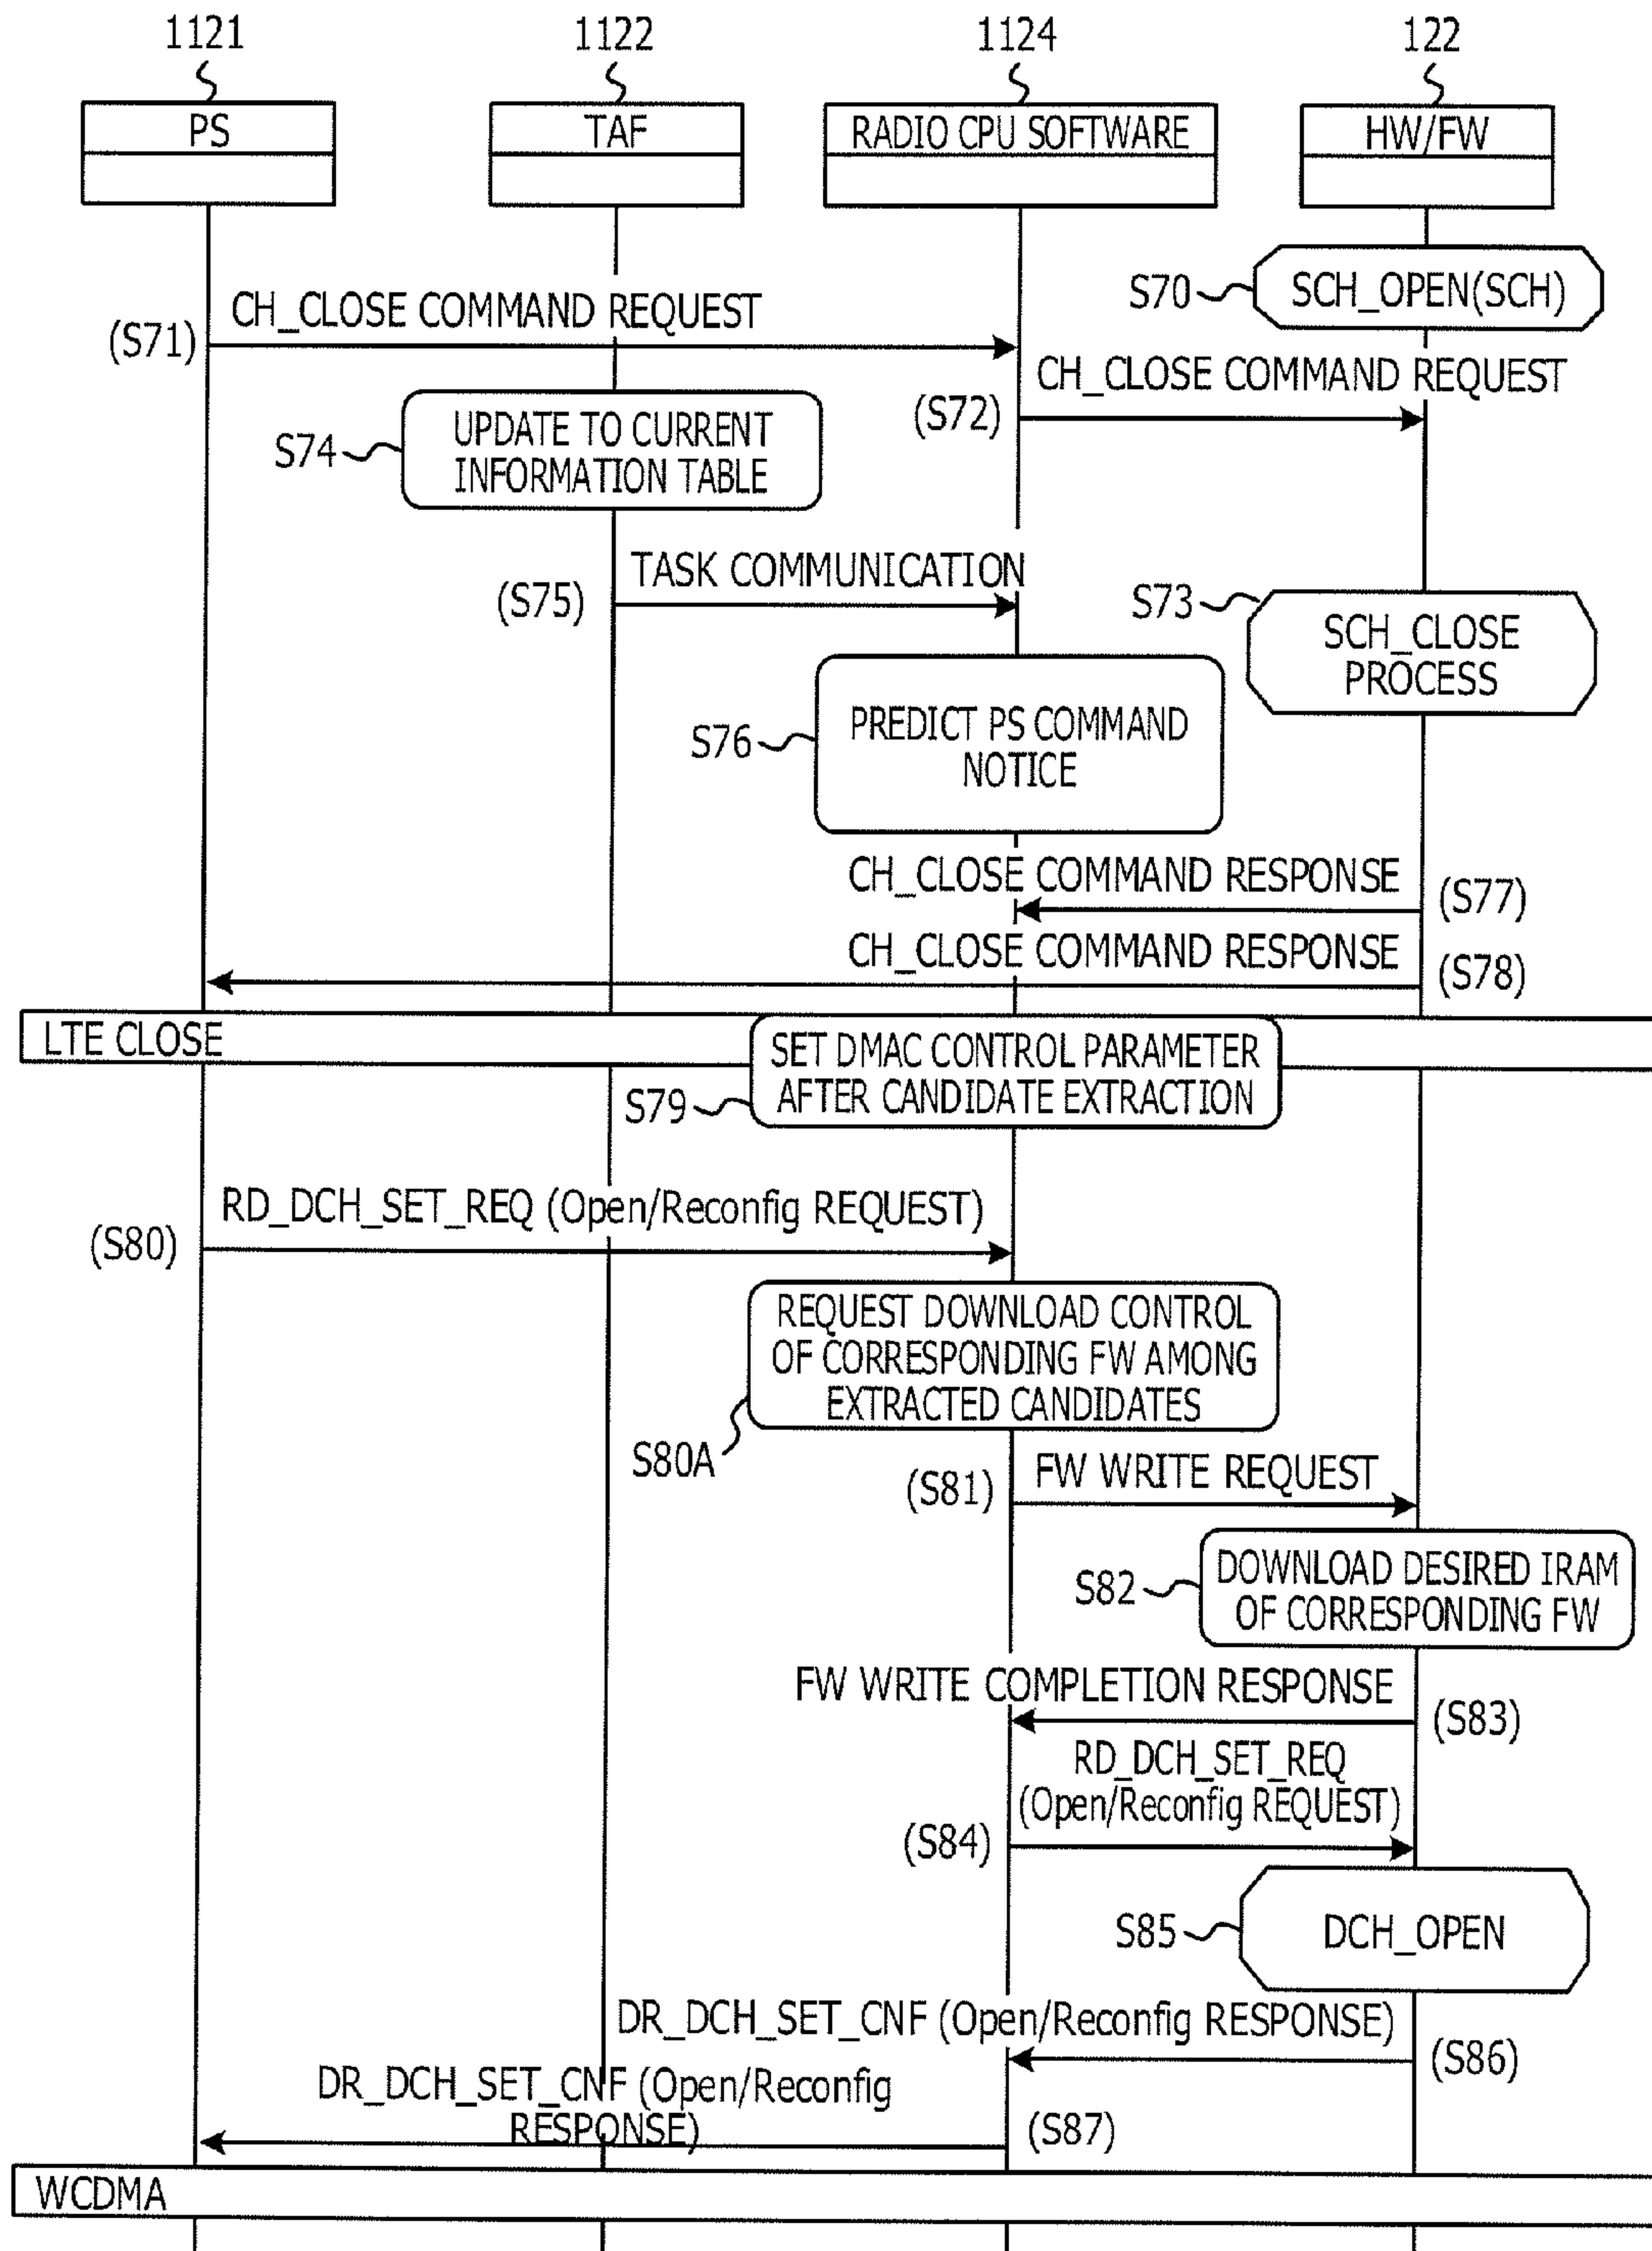 1121
1122
1124
122
PS
TAF
RADIO CPU SOFTWARE
HW/FW
S70
SCH_OPEN(SCH)
CH_CLOSE COMMAND REQUEST
(S71)
CH_CLOSE COMMAND REQUEST
(S72)
S74
UPDATE TO CURRENT
INFORMATION TABLE
TASK COMMUNICATION
(S75)
S73
SCH_CLOSE
PROCESS
S76
PREDICT PS COMMAND
NOTICE
CH_CLOSE COMMAND RESPONSE
(S77)
CH_CLOSE COMMAND RESPONSE
(S78)
LTE CLOSE
SET DMAC CONTROL PARAMETER
AFTER CANDIDATE EXTRACTION
S79
RD_DCH_SET_REQ (Open/Reconfig REQUEST)
(S80)
REQUEST DOWNLOAD CONTROL
OF CORRESPONDING FW AMONG
EXTRACTED CANDIDATES
S80A
FW WRITE REQUEST
(S81)
S82
DOWNLOAD DESIRED IRAM
OF CORRESPONDING FW
FW WRITE COMPLETION RESPONSE
(S83)
RD_DCH_SET_REQ
(Open/Reconfig REQUEST)
(S84)
S85
DCH_OPEN
DR_DCH_SET_CNF (Open/Reconfig RESPONSE)
(S86)
DR_DCH_SET_CNF (Open/Reconfig
RESPONSE)
(S87)
WCDMA